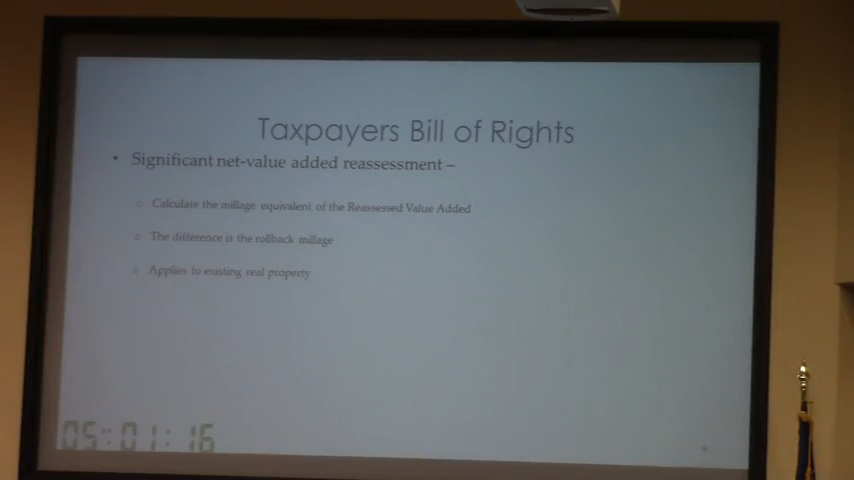 Taxpayers Bill of Rights
• Significant net-value added reassessment –
○ Calculate the millage equivalent of the Reassessed Value Added
○ The difference is the rollback millage
○ Applies to existing real property
05:01:16